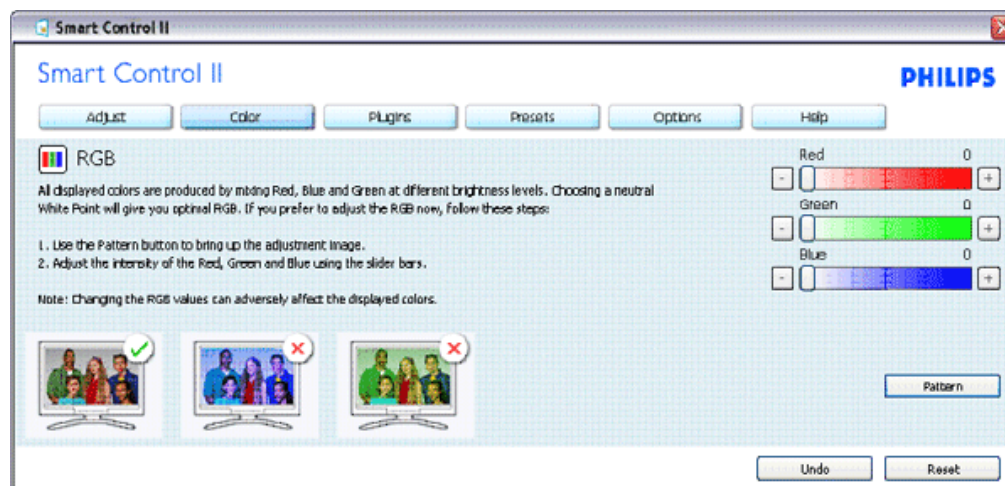 Smart Control II
Smart Control II
PHILIPS
Adjust Color Plugins Presets Options Help
RGB
All displayed colors are produced by mixing Red, Blue and Green at different brightness levels. Choosing a neutral
White Point will give you optimal RGB. If you prefer to adjust the RGB now, follow these steps:
1. Use the Pattern button to bring up the adjustment image.
2. Adjust the intensity of the Red, Green and Blue using the slider bars.
Note: Changing the RGB values can adversely affect the displayed colors.
Red 0
- +
Green 0
- +
Blue 0
- +
Pattern
Undo Reset